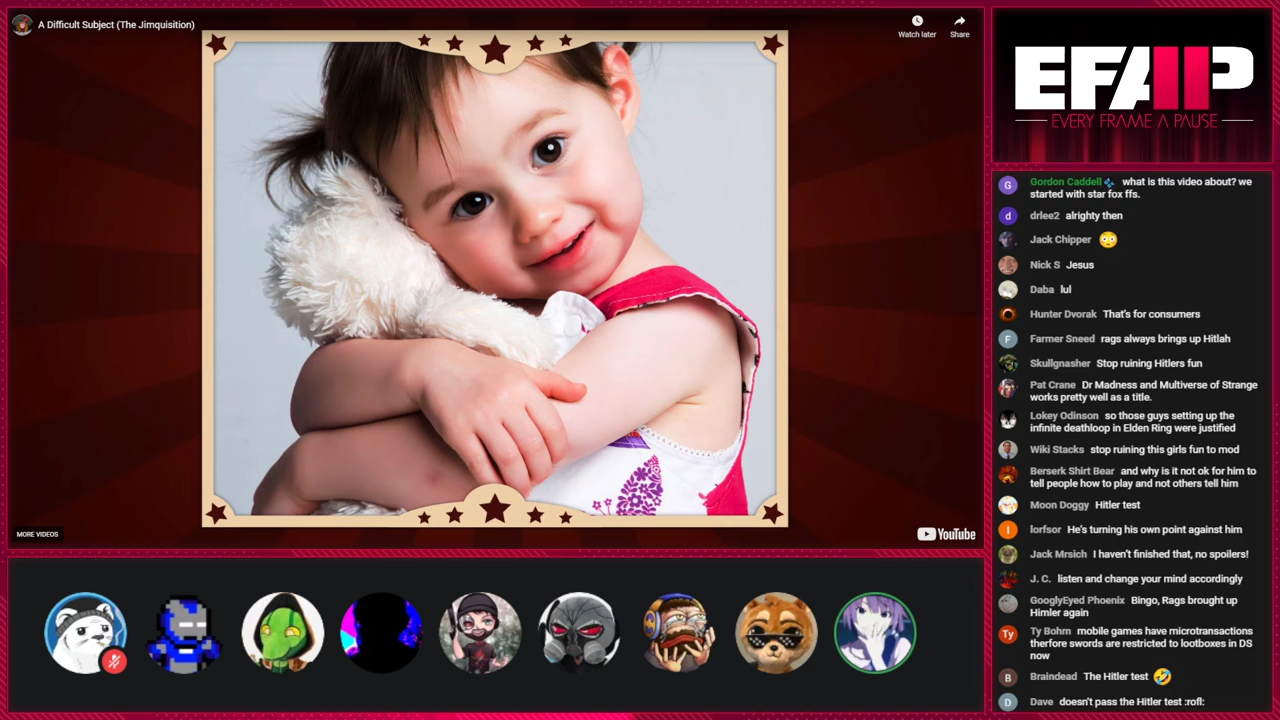 A Difficult Subject (The Jimquisition)
Watch later
Share
MORE VIDEOS
YouTube
EFAP
EVERY FRAME A PAUSE
G
Gordon Caddell what is this video about? we
started with star fox ffs.
d
drlee2 alrighty then
Jack Chipper 😳
Nick S Jesus
Daba lul
Hunter Dvorak That's for consumers
F
Farmer Sneed rags always brings up Hitlah
Skullgnasher Stop ruining Hitlers fun
Pat Crane Dr Madness and Multiverse of Strange
works pretty well as a title.
Lokey Odinson so those guys setting up the
infinite deathloop in Elden Ring were justified
Wiki Stacks stop ruining this girls fun to mod
Berserk Shirt Bear and why is it not ok for him to
tell people how to play and not others tell him
Moon Doggy Hitler test
l
lorfsor He's turning his own point against him
Jack Mrsich I haven't finished that, no spoilers!
J. C. listen and change your mind accordingly
GooglyEyed Phoenix Bingo, Rags brought up
Himler again
Ty
Ty Bohm mobile games have microtransactions
therfore swords are restricted to lootboxes in DS
now
B
Braindead The Hitler test 🤣
D
Dave doesn't pass the Hitler test :rofl: